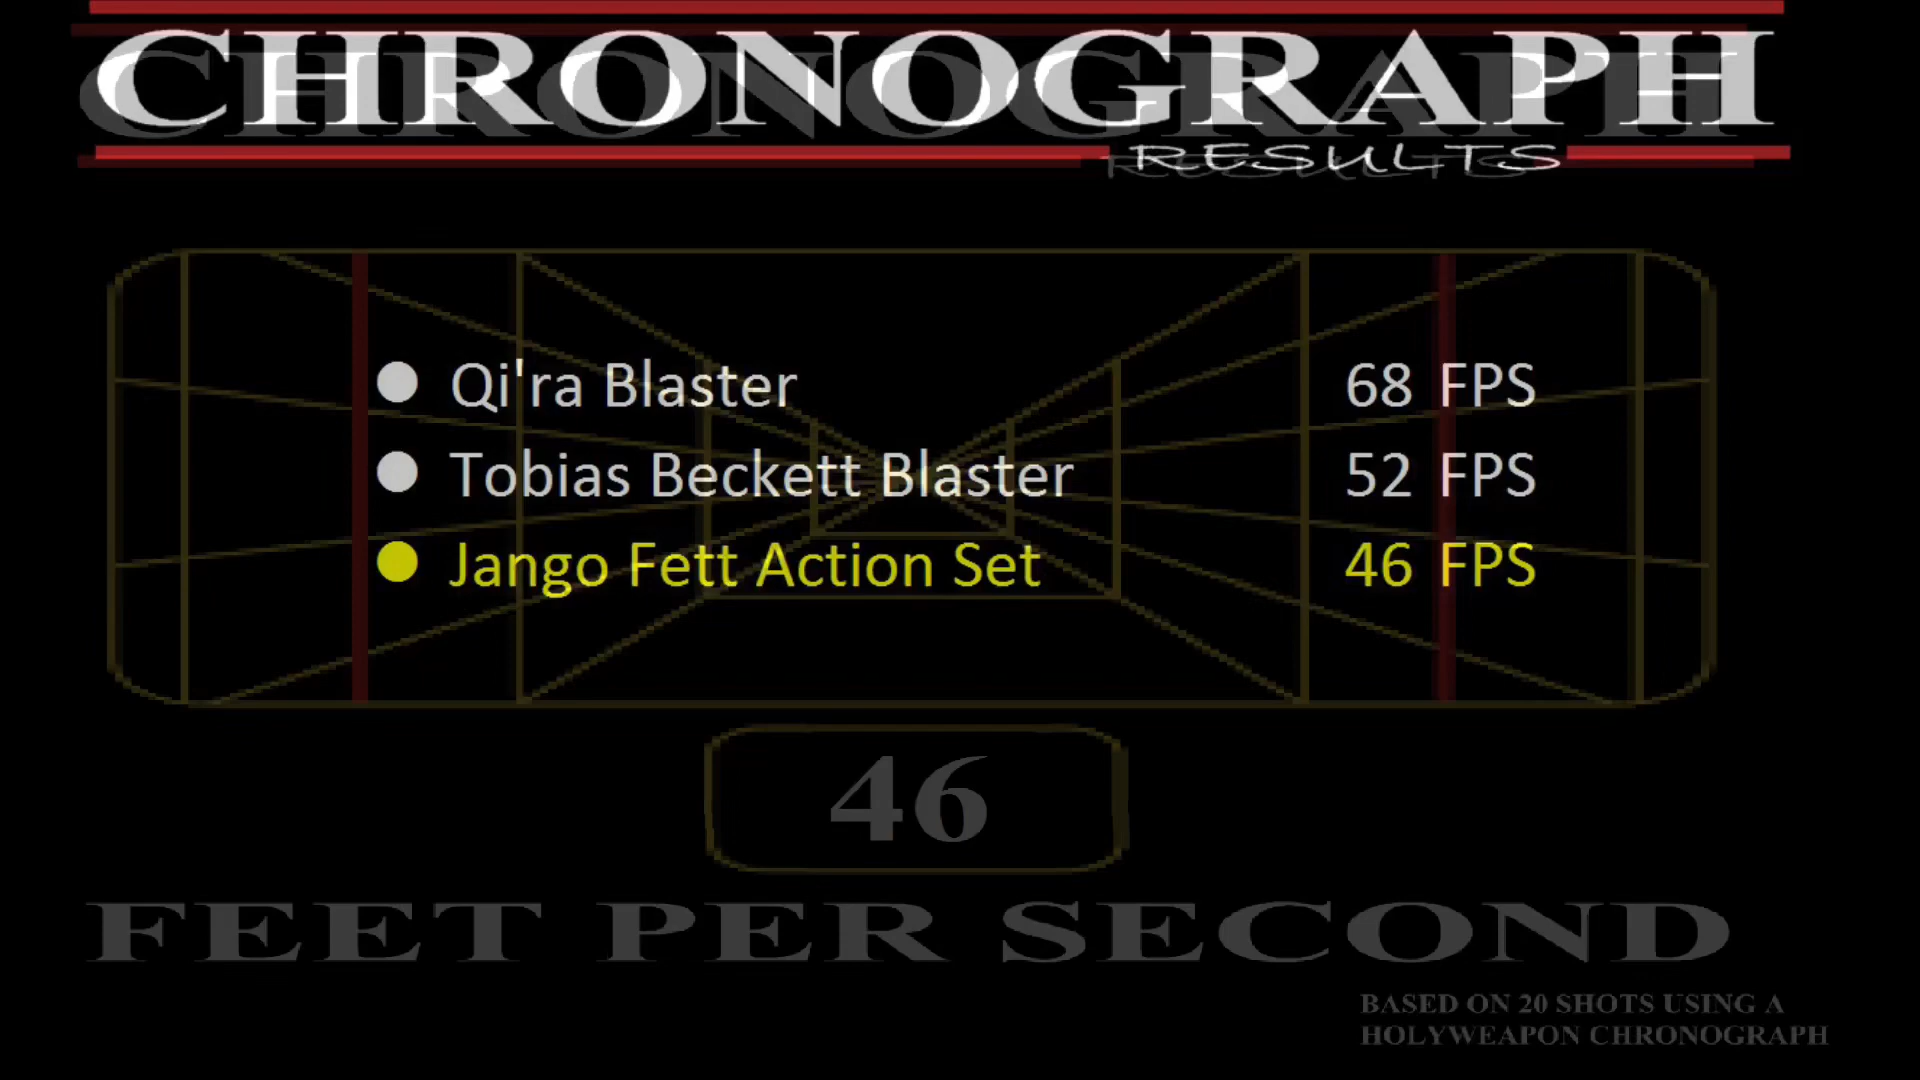 CHRONOGRAPH
RESULTS
Qi'ra Blaster 68 FPS
Tobias Beckett Blaster 52 FPS
Jango Fett Action Set 46 FPS
46
FEET PER SECOND
BASED ON 20 SHOTS USING A
HOLYWEAPON CHRONOGRAPH